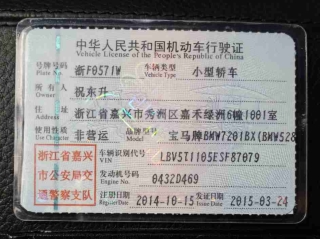 中华人民共和国机动车行驶证
Vehicle License of the People's Republic of China
号牌号码 浙F0571W 车辆类型 小型轿车
Plate No. Vehicle Type
所有人 祝东升
Owner
住址 浙江省嘉兴市秀洲区嘉禾绿洲6幢1001室
Address
使用性质 非营运 宝马牌BMW7201BX(BMW528
Use Character
浙江省嘉兴 车辆识别代号 LBV5T1105ESF87079
VIN
市公安局交 发动机号码 0432D469
Engine No.
通警察支队 注册日期 2014-10-15 发证日期 2015-03-24
Register Date Issue Date